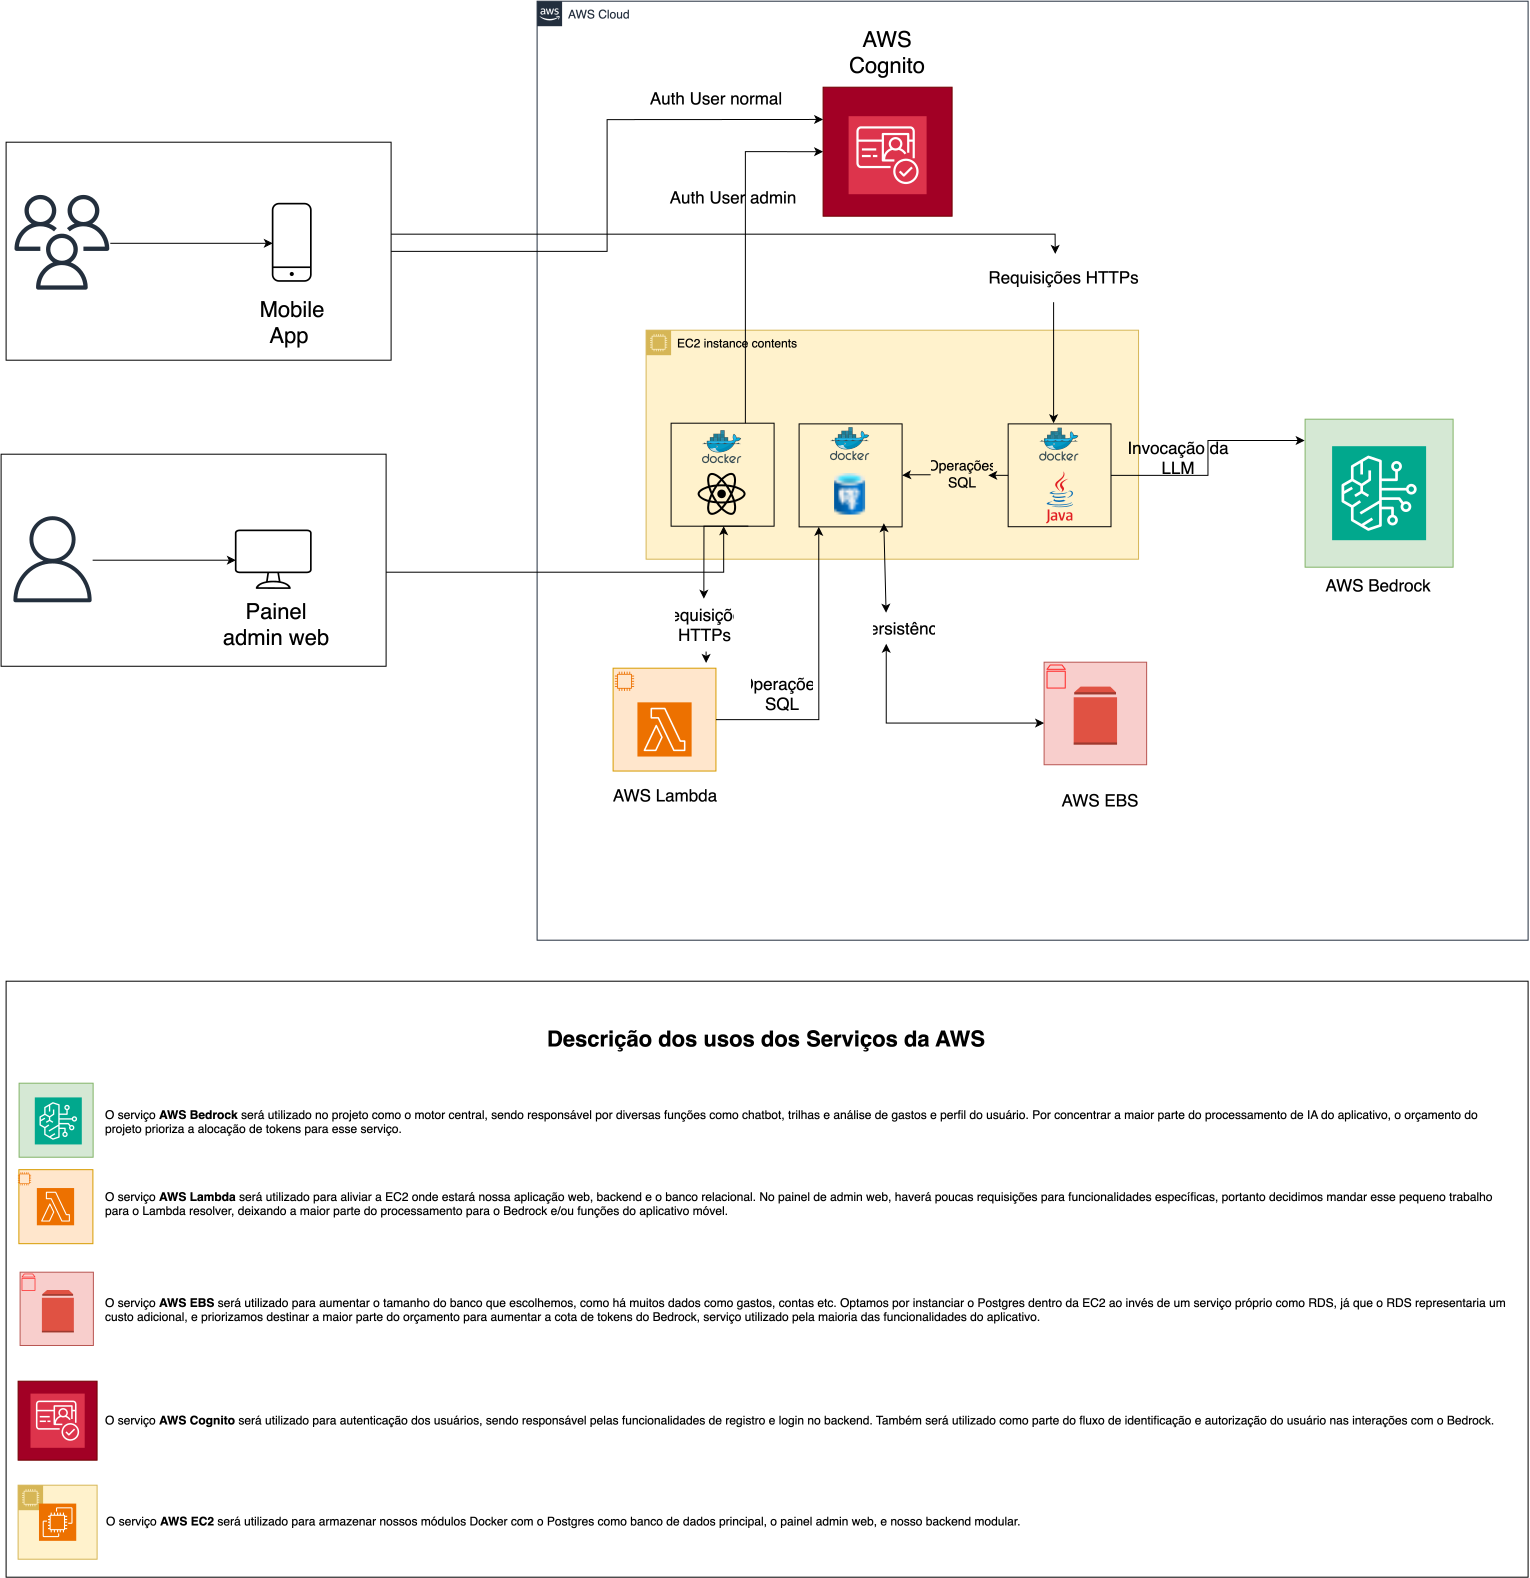 aws
AWS Cloud
AWS
Cognito
Auth User normal
Auth User admin
Requisições HTTPs
Mobile
App
EC2 instance contents
docker
docker
docker
Java
Operações
SQL
Invocação da
LLM
AWS Bedrock
Painel
admin web
equisiçõ
HTTPs
ersistênc
Operaçõe
SQL
AWS Lambda
AWS EBS
Descrição dos usos dos Serviços da AWS
O serviço AWS Bedrock será utilizado no projeto como o motor central, sendo responsável por diversas funções como chatbot, trilhas e análise de gastos e perfil do usuário. Por concentrar a maior parte do processamento de IA do aplicativo, o orçamento do
projeto prioriza a alocação de tokens para esse serviço.
O serviço AWS Lambda será utilizado para aliviar a EC2 onde estará nossa aplicação web, backend e o banco relacional. No painel de admin web, haverá poucas requisições para funcionalidades específicas, portanto decidimos mandar esse pequeno trabalho
para o Lambda resolver, deixando a maior parte do processamento para o Bedrock e/ou funções do aplicativo móvel.
O serviço AWS EBS será utilizado para aumentar o tamanho do banco que escolhemos, como há muitos dados como gastos, contas etc. Optamos por instanciar o Postgres dentro da EC2 ao invés de um serviço próprio como RDS, já que o RDS representaria um
custo adicional, e priorizamos destinar a maior parte do orçamento para aumentar a cota de tokens do Bedrock, serviço utilizado pela maioria das funcionalidades do aplicativo.
O serviço AWS Cognito será utilizado para autenticação dos usuários, sendo responsável pelas funcionalidades de registro e login no backend. Também será utilizado como parte do fluxo de identificação e autorização do usuário nas interações com o Bedrock.
O serviço AWS EC2 será utilizado para armazenar nossos módulos Docker com o Postgres como banco de dados principal, o painel admin web, e nosso backend modular.